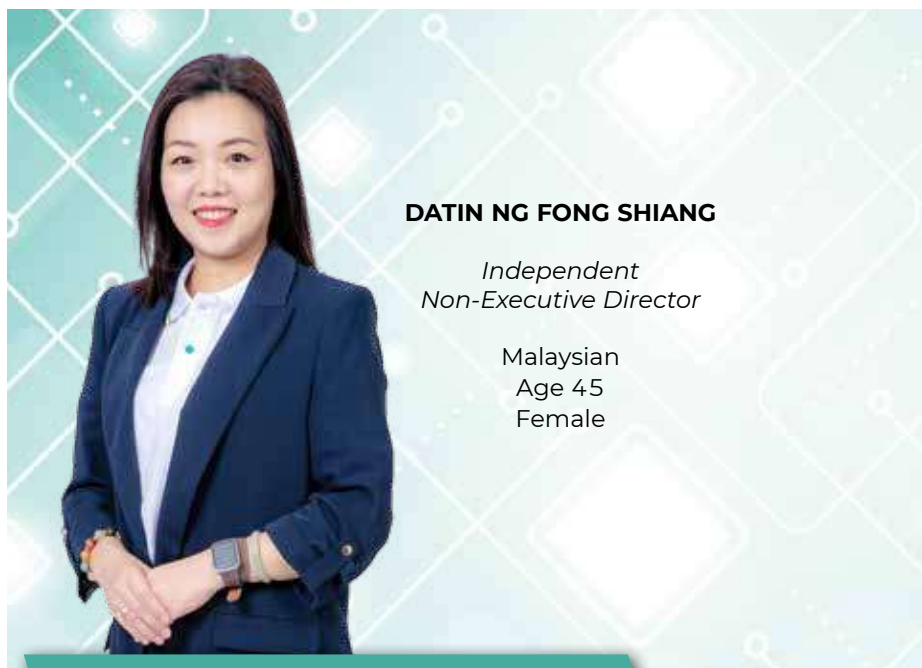 DATIN NG FONG SHIANG
Independent
Non-Executive Director
Malaysian
Age 45
Female